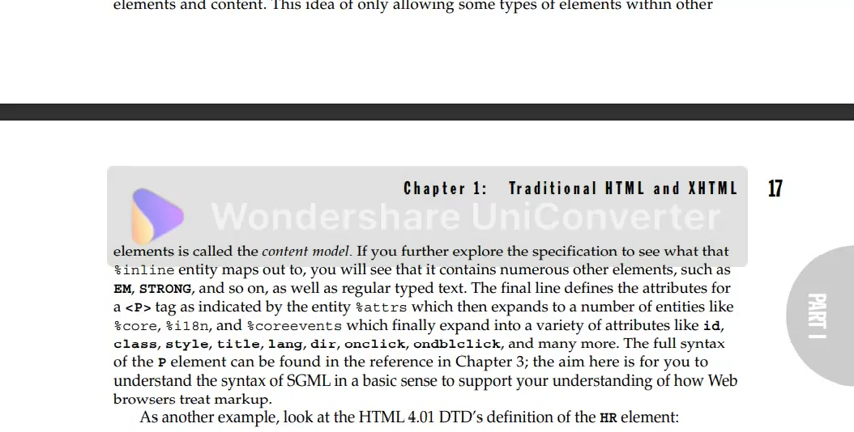 elements and content. This idea of only allowing some types of elements within other
Chapter 1: Traditional HTML and XHTML 17
Wondershare UniConverter
elements is called the content model. If you further explore the specification to see what that
%inline entity maps out to, you will see that it contains numerous other elements, such as
EM, STRONG, and so on, as well as regular typed text. The final line defines the attributes for
a <P> tag as indicated by the entity %attrs which then expands to a number of entities like
%core, %i18n, and %coreevents which finally expand into a variety of attributes like id,
class, style, title, lang, dir, onclick, ondblclick, and many more. The full syntax
of the P element can be found in the reference in Chapter 3; the aim here is for you to
understand the syntax of SGML in a basic sense to support your understanding of how Web
browsers treat markup.
As another example, look at the HTML 4.01 DTD's definition of the HR element:
PART I